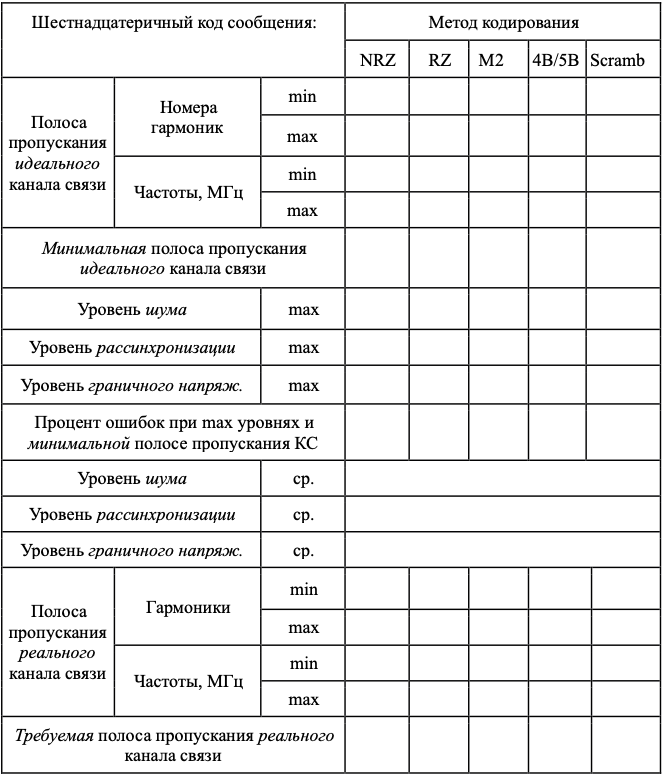 Шестнадцатеричный код сообщения:
Метод кодирования
NRZ RZ M2 4B/5B Scramb
Полоса
пропускания
идеального
канала связи
Номера
гармоник
min
max
Частоты, МГц
min
max
Минимальная полоса пропускания
идеального канала связи
Уровень шума max
Уровень рассинхронизации max
Уровень граничного напряж. max
Процент ошибок при max уровнях и
минимальной полосе пропускания КС
Уровень шума ср.
Уровень рассинхронизации ср.
Уровень граничного напряж. ср.
Полоса
пропускания
реального
канала связи
Гармоники
min
max
Частоты, МГц
min
max
Требуемая полоса пропускания реального
канала связи